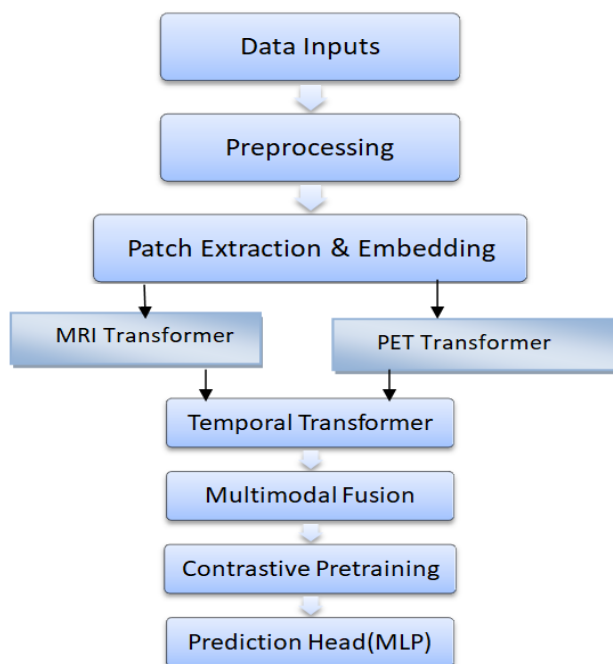 Data Inputs
Preprocessing
Patch Extraction & Embedding
MRI Transformer
PET Transformer
Temporal Transformer
Multimodal Fusion
Contrastive Pretraining
Prediction Head(MLP)